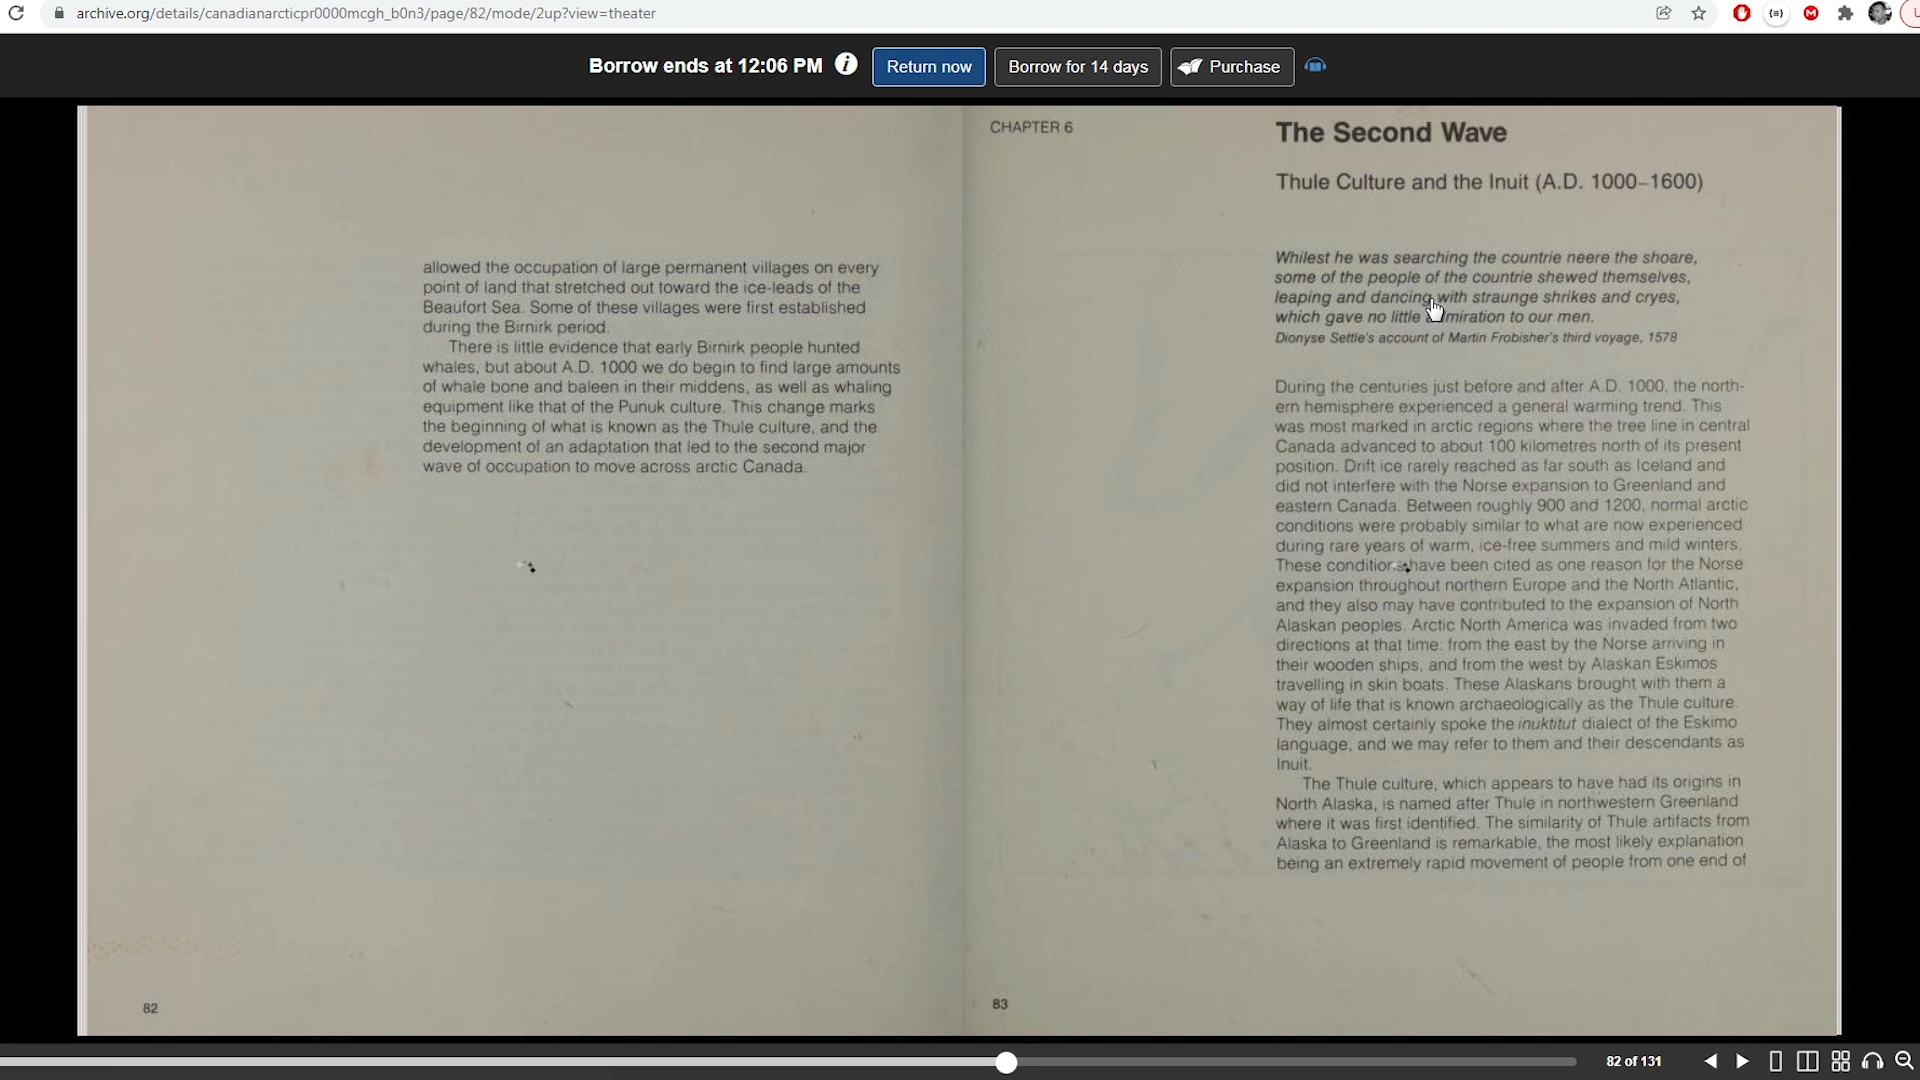 archive.org/details/canadianarcticpr0000mcgh_b0n3/page/82/mode/2up?view=theater
Borrow ends at 12:06 PM
Return now
Borrow for 14 days
Purchase
allowed the occupation of large permanent villages on every
point of land that stretched out toward the ice-leads of the
Beaufort Sea. Some of these villages were first established
during the Birnirk period.
There is little evidence that early Birnirk people hunted
whales, but about A.D. 1000 we do begin to find large amounts
of whale bone and baleen in their middens, as well as whaling
equipment like that of the Punuk culture. This change marks
the beginning of what is known as the Thule culture, and the
development of an adaptation that led to the second major
wave of occupation to move across arctic Canada.
82
CHAPTER 6
The Second Wave
Thule Culture and the Inuit (A.D. 1000–1600)
Whilest he was searching the countrie neere the shoare,
some of the people of the countrie shewed themselves,
leaping and dancing with straunge shrikes and cryes,
which gave no little admiration to our men.
Dionyse Settle's account of Martin Frobisher's third voyage, 1578
During the centuries just before and after A.D. 1000, the north-
ern hemisphere experienced a general warming trend. This
was most marked in arctic regions where the tree line in central
Canada advanced to about 100 kilometres north of its present
position. Drift ice rarely reached as far south as Iceland and
did not interfere with the Norse expansion to Greenland and
eastern Canada. Between roughly 900 and 1200, normal arctic
conditions were probably similar to what are now experienced
during rare years of warm, ice-free summers and mild winters.
These conditions have been cited as one reason for the Norse
expansion throughout northern Europe and the North Atlantic,
and they also may have contributed to the expansion of North
Alaskan peoples. Arctic North America was invaded from two
directions at that time: from the east by the Norse arriving in
their wooden ships, and from the west by Alaskan Eskimos
travelling in skin boats. These Alaskans brought with them a
way of life that is known archaeologically as the Thule culture.
They almost certainly spoke the inuktitut dialect of the Eskimo
language, and we may refer to them and their descendants as
Inuit.
The Thule culture, which appears to have had its origins in
North Alaska, is named after Thule in northwestern Greenland
where it was first identified. The similarity of Thule artifacts from
Alaska to Greenland is remarkable, the most likely explanation
being an extremely rapid movement of people from one end of
83
82 of 131